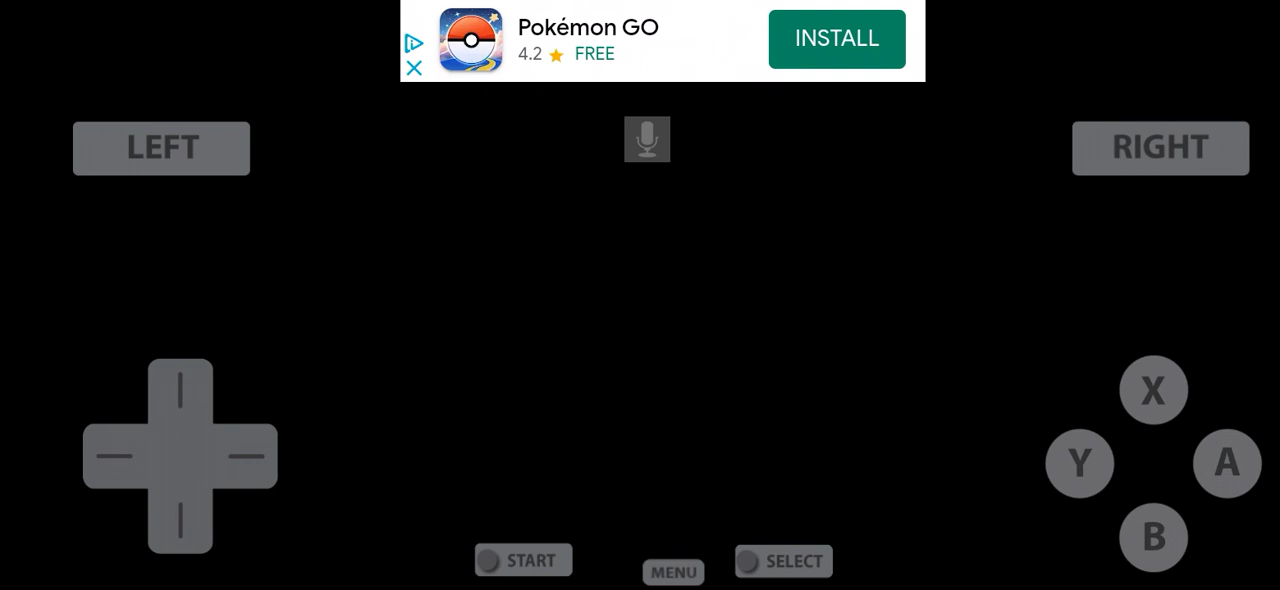 Pokémon GO
4.2 FREE
INSTALL
LEFT
RIGHT
X
Y
A
B
START
SELECT
MENU